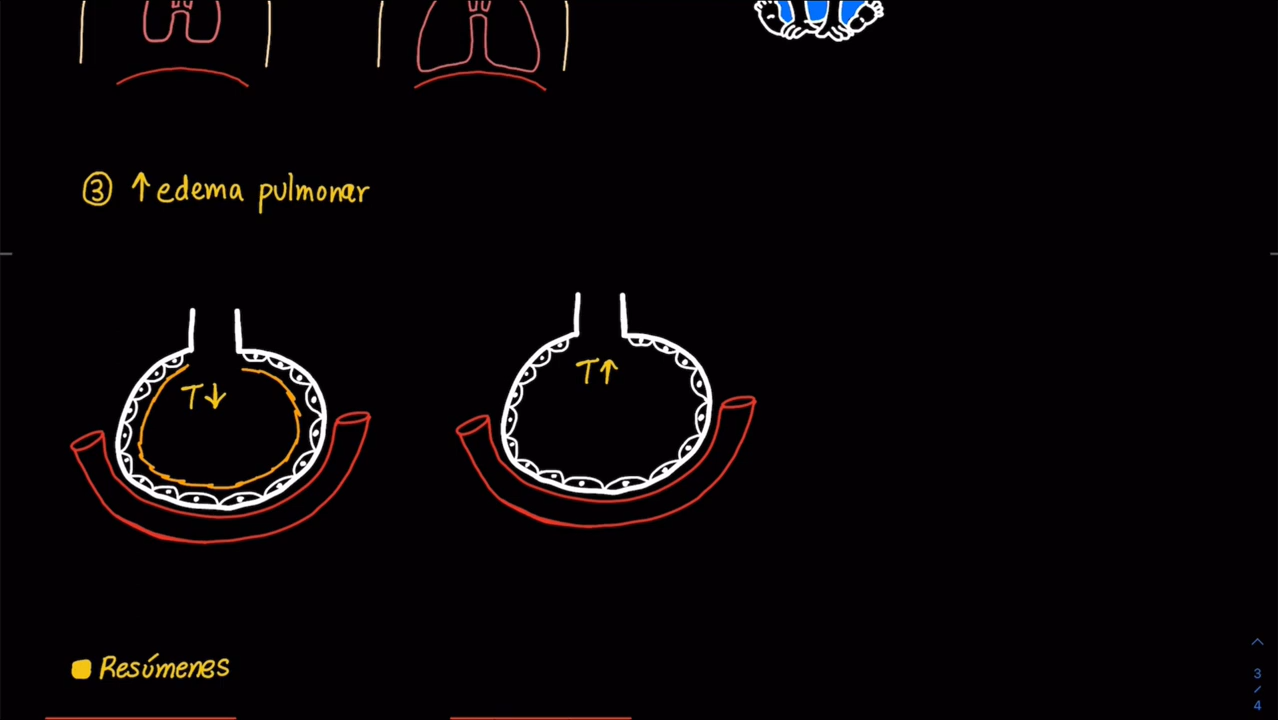 ③ ↑edema pulmonar
T↓
T↑
Resúmenes
3
/
4